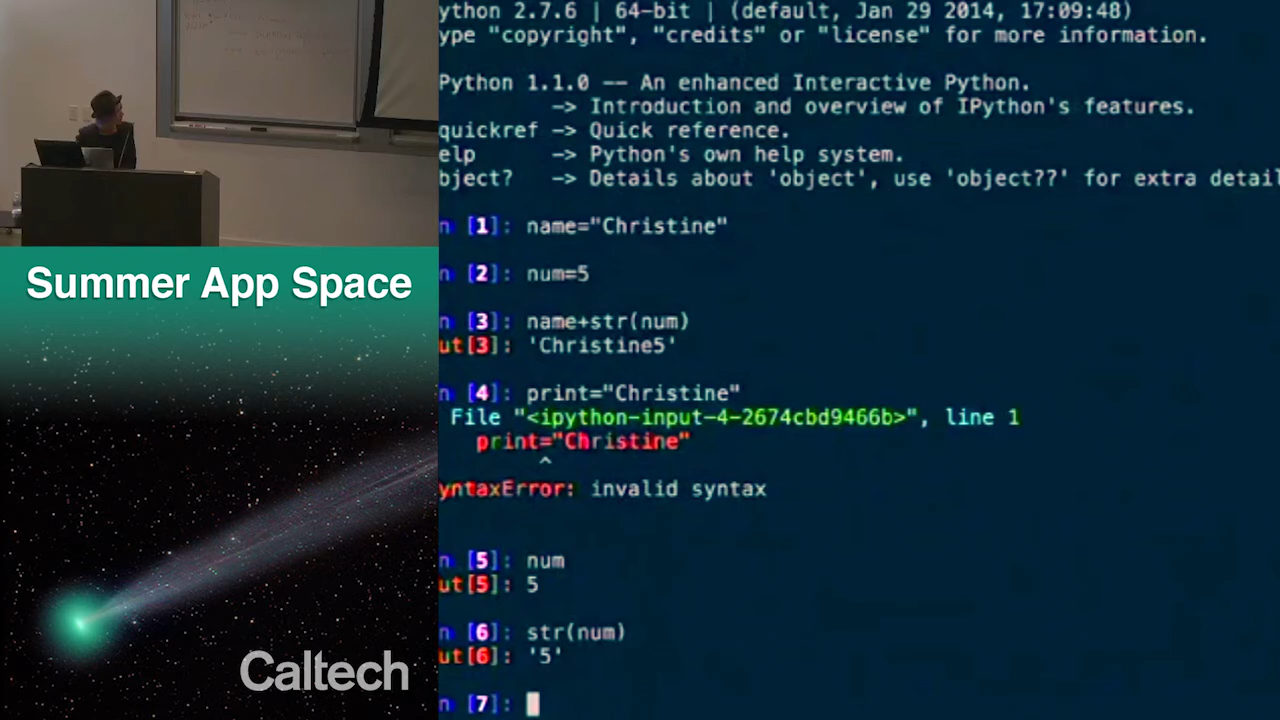 Summer App Space
Caltech
ython 2.7.6 | 64-bit | (default, Jan 29 2014, 17:09:48)
ype "copyright", "credits" or "license" for more information.
Python 1.1.0 —— An enhanced Interactive Python.
-> Introduction and overview of IPython's features.
quickref -> Quick reference.
elp -> Python's own help system.
bject? -> Details about 'object', use 'object??' for extra detail
n [1]: name="Christine"
n [2]: num=5
n [3]: name+str(num)
ut[3]: 'Christine5'
n [4]: print="Christine"
File "<ipython-input-4-2674cbd9466b>", line 1
print="Christine"
^
yntaxError: invalid syntax
n [5]: num
ut[5]: 5
n [6]: str(num)
ut[6]: '5'
n [7]: